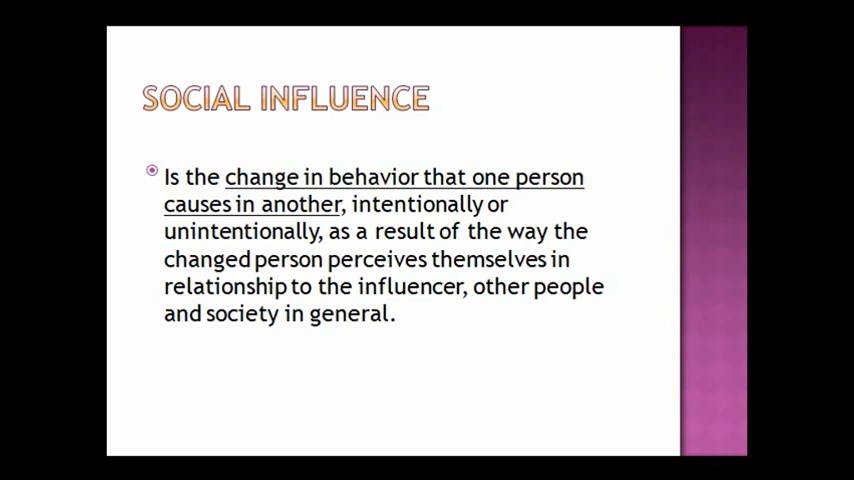 SOCIAL INFLUENCE
Is the change in behavior that one person
causes in another, intentionally or
unintentionally, as a result of the way the
changed person perceives themselves in
relationship to the influencer, other people
and society in general.